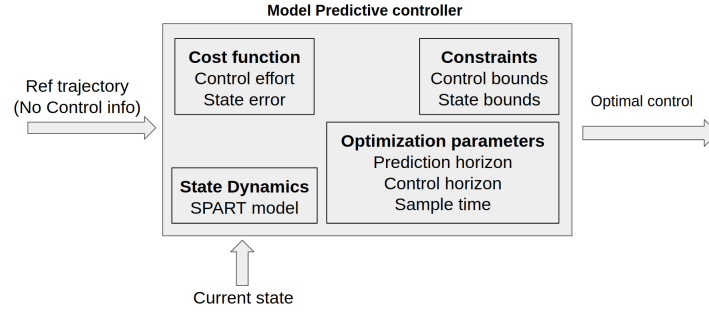 Model Predictive controller
Cost function
Control effort
State error
Constraints
Control bounds
State bounds
Ref trajectory
(No Control info)
Optimal control
Optimization parameters
Prediction horizon
Control horizon
Sample time
State Dynamics
SPART model
Current state